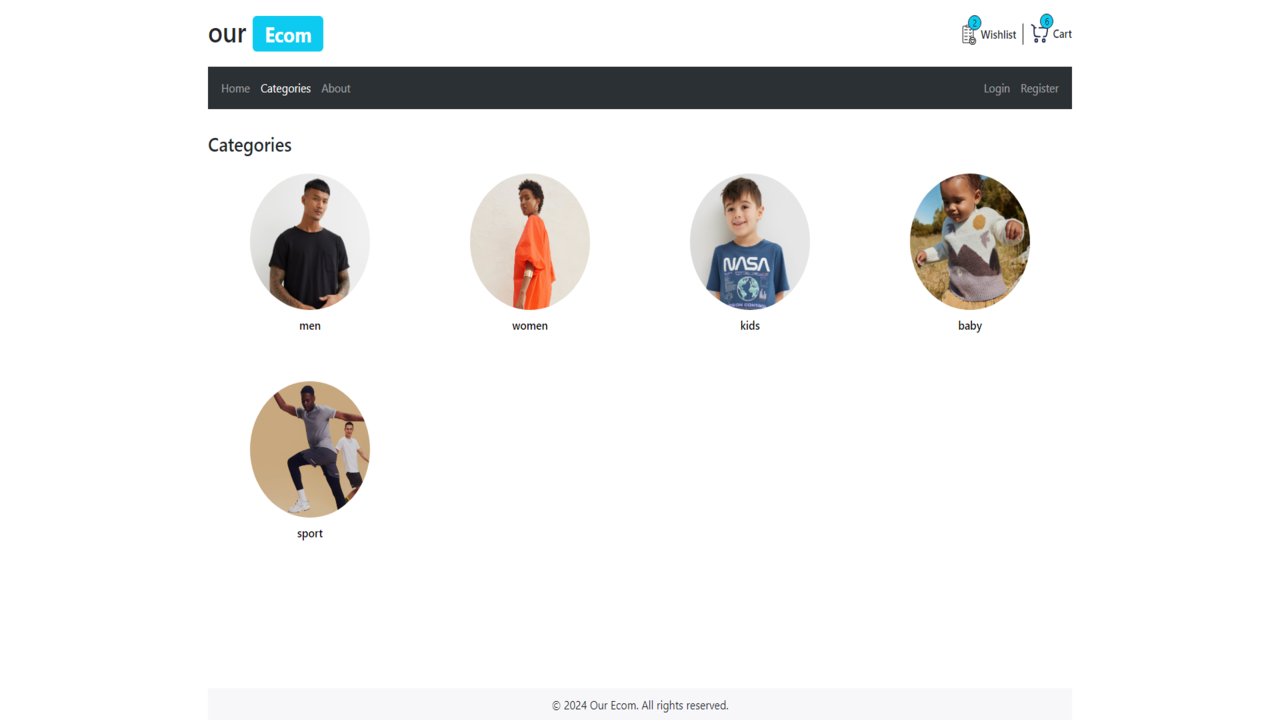 our Ecom
2 Wishlist 6 Cart
Home Categories About Login Register
Categories
NASA
men women kids baby
sport
© 2024 Our Ecom. All rights reserved.